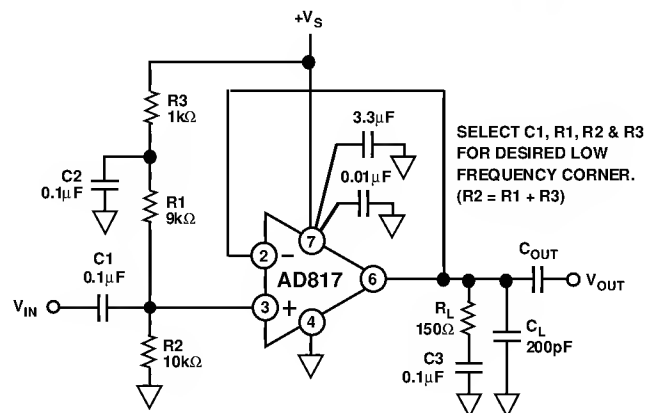 +VS
R3
1kΩ
C2
0.1μF
R1
9kΩ
3.3μF
0.01μF
SELECT C1, R1, R2 & R3
FOR DESIRED LOW
FREQUENCY CORNER.
(R2 = R1 + R3)
C1
0.1μF
VIN
R2
10kΩ
2
−
7
AD817
6
3
+
4
COUT
VOUT
RL
150Ω
C3
0.1μF
CL
200pF